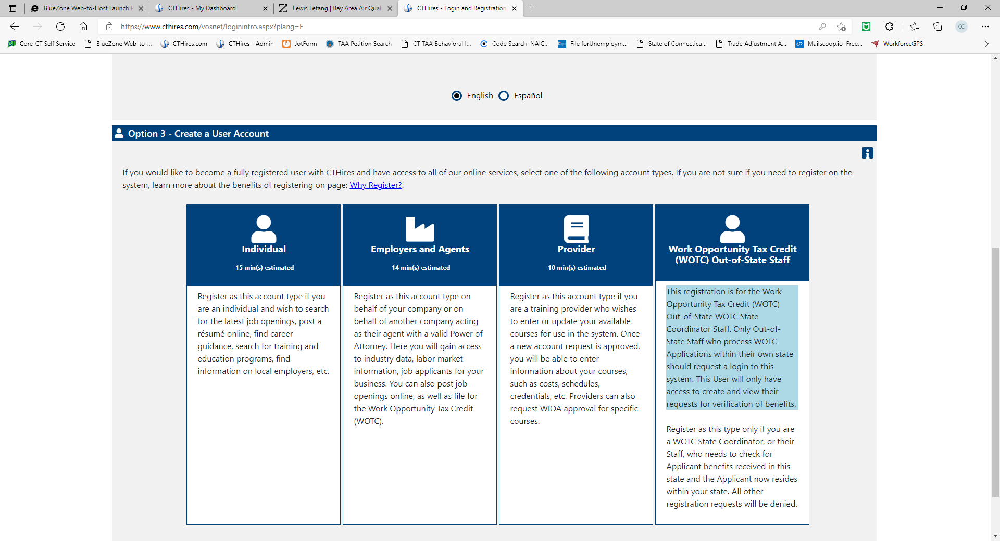 BlueZone Web-to-Host Launch P
CTHires - My Dashboard
Lewis Letang | Bay Area Air Quali
CTHires - Login and Registration
https://www.cthires.com/vosnet/loginintro.aspx?plang=E
CC
Core-CT Self Service
BlueZone Web-to-...
CTHires.com
CTHires - Admin
JotForm
TAA Petition Search
CT TAA Behavioral I...
Code Search NAIC...
File forUnemploym...
State of Connecticu...
Trade Adjustment A...
Mailscoop.io Free...
WorkforceGPS
English
Español
Option 3 - Create a User Account
If you would like to become a fully registered user with CTHires and have access to all of our online services, select one of the following account types. If you are not sure if you need to register on the
system, learn more about the benefits of registering on page: Why Register?.
Individual
15 min(s) estimated
Register as this account type if you
are an individual and wish to search
for the latest job openings, post a
résumé online, find career
guidance, search for training and
education programs, find
information on local employers, etc.
Employers and Agents
14 min(s) estimated
Register as this account type on
behalf of your company or on
behalf of another company acting
as their agent with a valid Power of
Attorney. Here you will gain access
to industry data, labor market
information, job applicants for your
business. You can also post job
openings online, as well as file for
the Work Opportunity Tax Credit
(WOTC).
Provider
10 min(s) estimated
Register as this account type if you
are a training provider who wishes
to enter or update your available
courses for use in the system. Once
a new account request is approved,
you will be able to enter
information about your courses,
such as costs, schedules,
credentials, etc. Providers can also
request WIOA approval for specific
courses.
Work Opportunity Tax Credit
(WOTC) Out-of-State Staff
This registration is for the Work
Opportunity Tax Credit (WOTC)
Out-of-State WOTC State
Coordinator Staff. Only Out-of-
State Staff who process WOTC
Applications within their own state
should request a login to this
system. This User will only have
access to create and view their
requests for verification of benefits.
Register as this type only if you are
a WOTC State Coordinator, or their
Staff, who needs to check for
Applicant benefits received in this
state and the Applicant now resides
within your state. All other
registration requests will be denied.